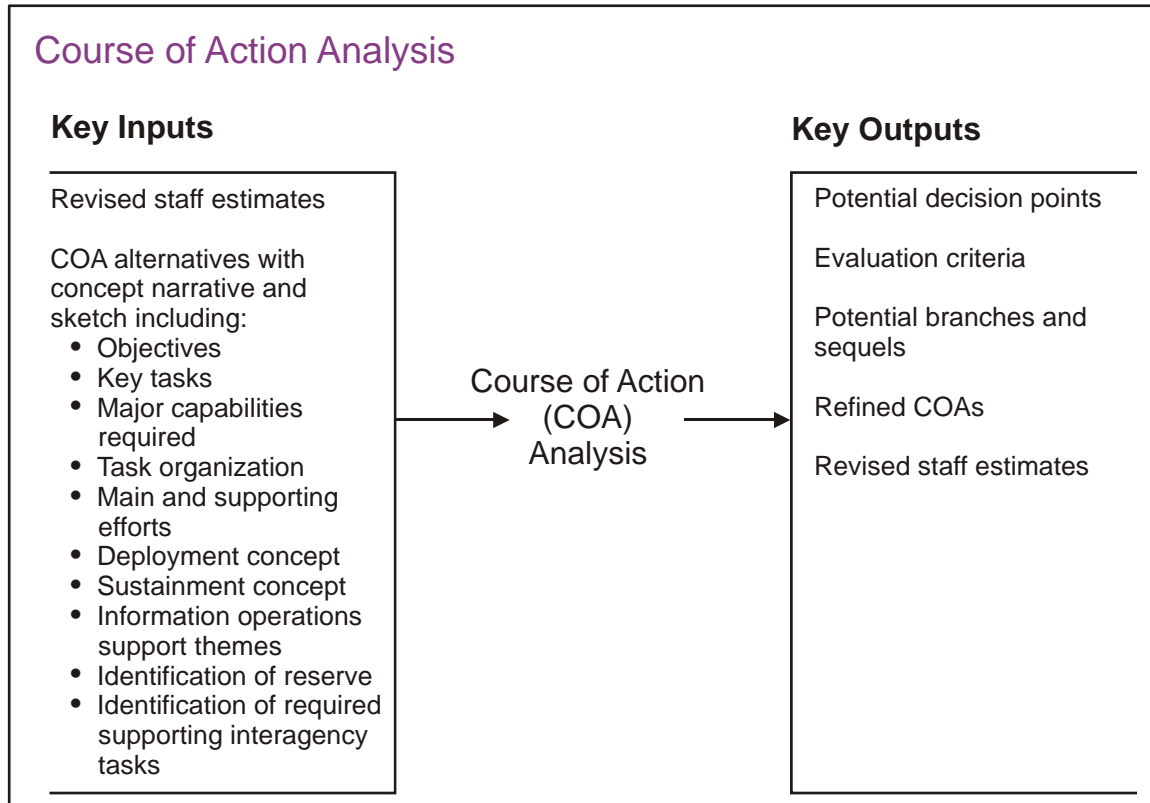 Course of Action Analysis
Key Inputs
Revised staff estimates
COA alternatives with
concept narrative and
sketch including:
• Objectives
• Key tasks
• Major capabilities
required
• Task organization
• Main and supporting
efforts
• Deployment concept
• Sustainment concept
• Information operations
support themes
• Identification of reserve
• Identification of required
supporting interagency
tasks
Course of Action
(COA)
Analysis
Key Outputs
Potential decision points
Evaluation criteria
Potential branches and
sequels
Refined COAs
Revised staff estimates